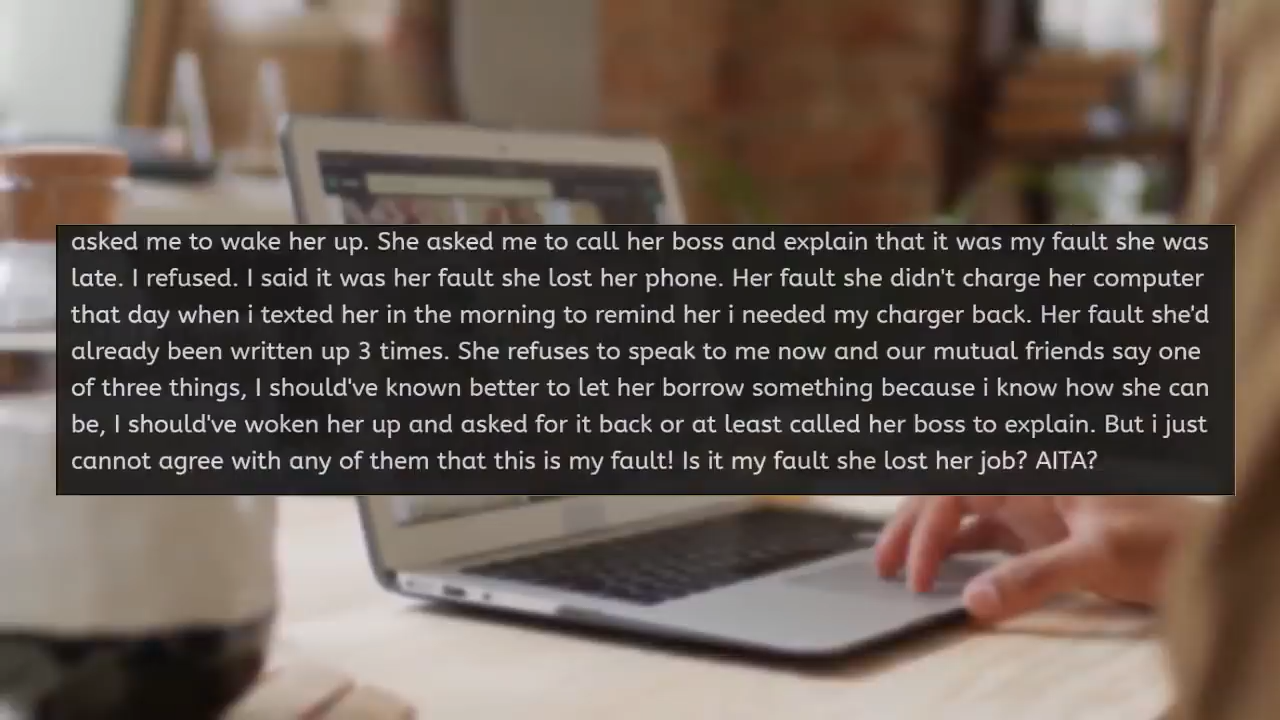 asked me to wake her up. She asked me to call her boss and explain that it was my fault she was
late. I refused. I said it was her fault she lost her phone. Her fault she didn't charge her computer
that day when i texted her in the morning to remind her i needed my charger back. Her fault she'd
already been written up 3 times. She refuses to speak to me now and our mutual friends say one
of three things, I should've known better to let her borrow something because i know how she can
be, I should've woken her up and asked for it back or at least called her boss to explain. But i just
cannot agree with any of them that this is my fault! Is it my fault she lost her job? AITA?